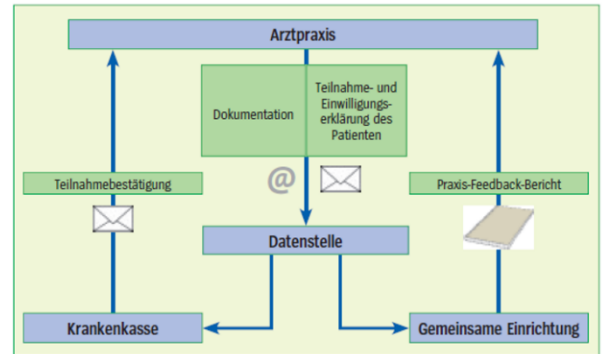 Arztpraxis
Dokumentation
Teilnahme- und
Einwilligungs-
erklärung des
Patienten
@
Teilnahmebestätigung
Praxis-Feedback-Bericht
Datenstelle
Krankenkasse
Gemeinsame Einrichtung